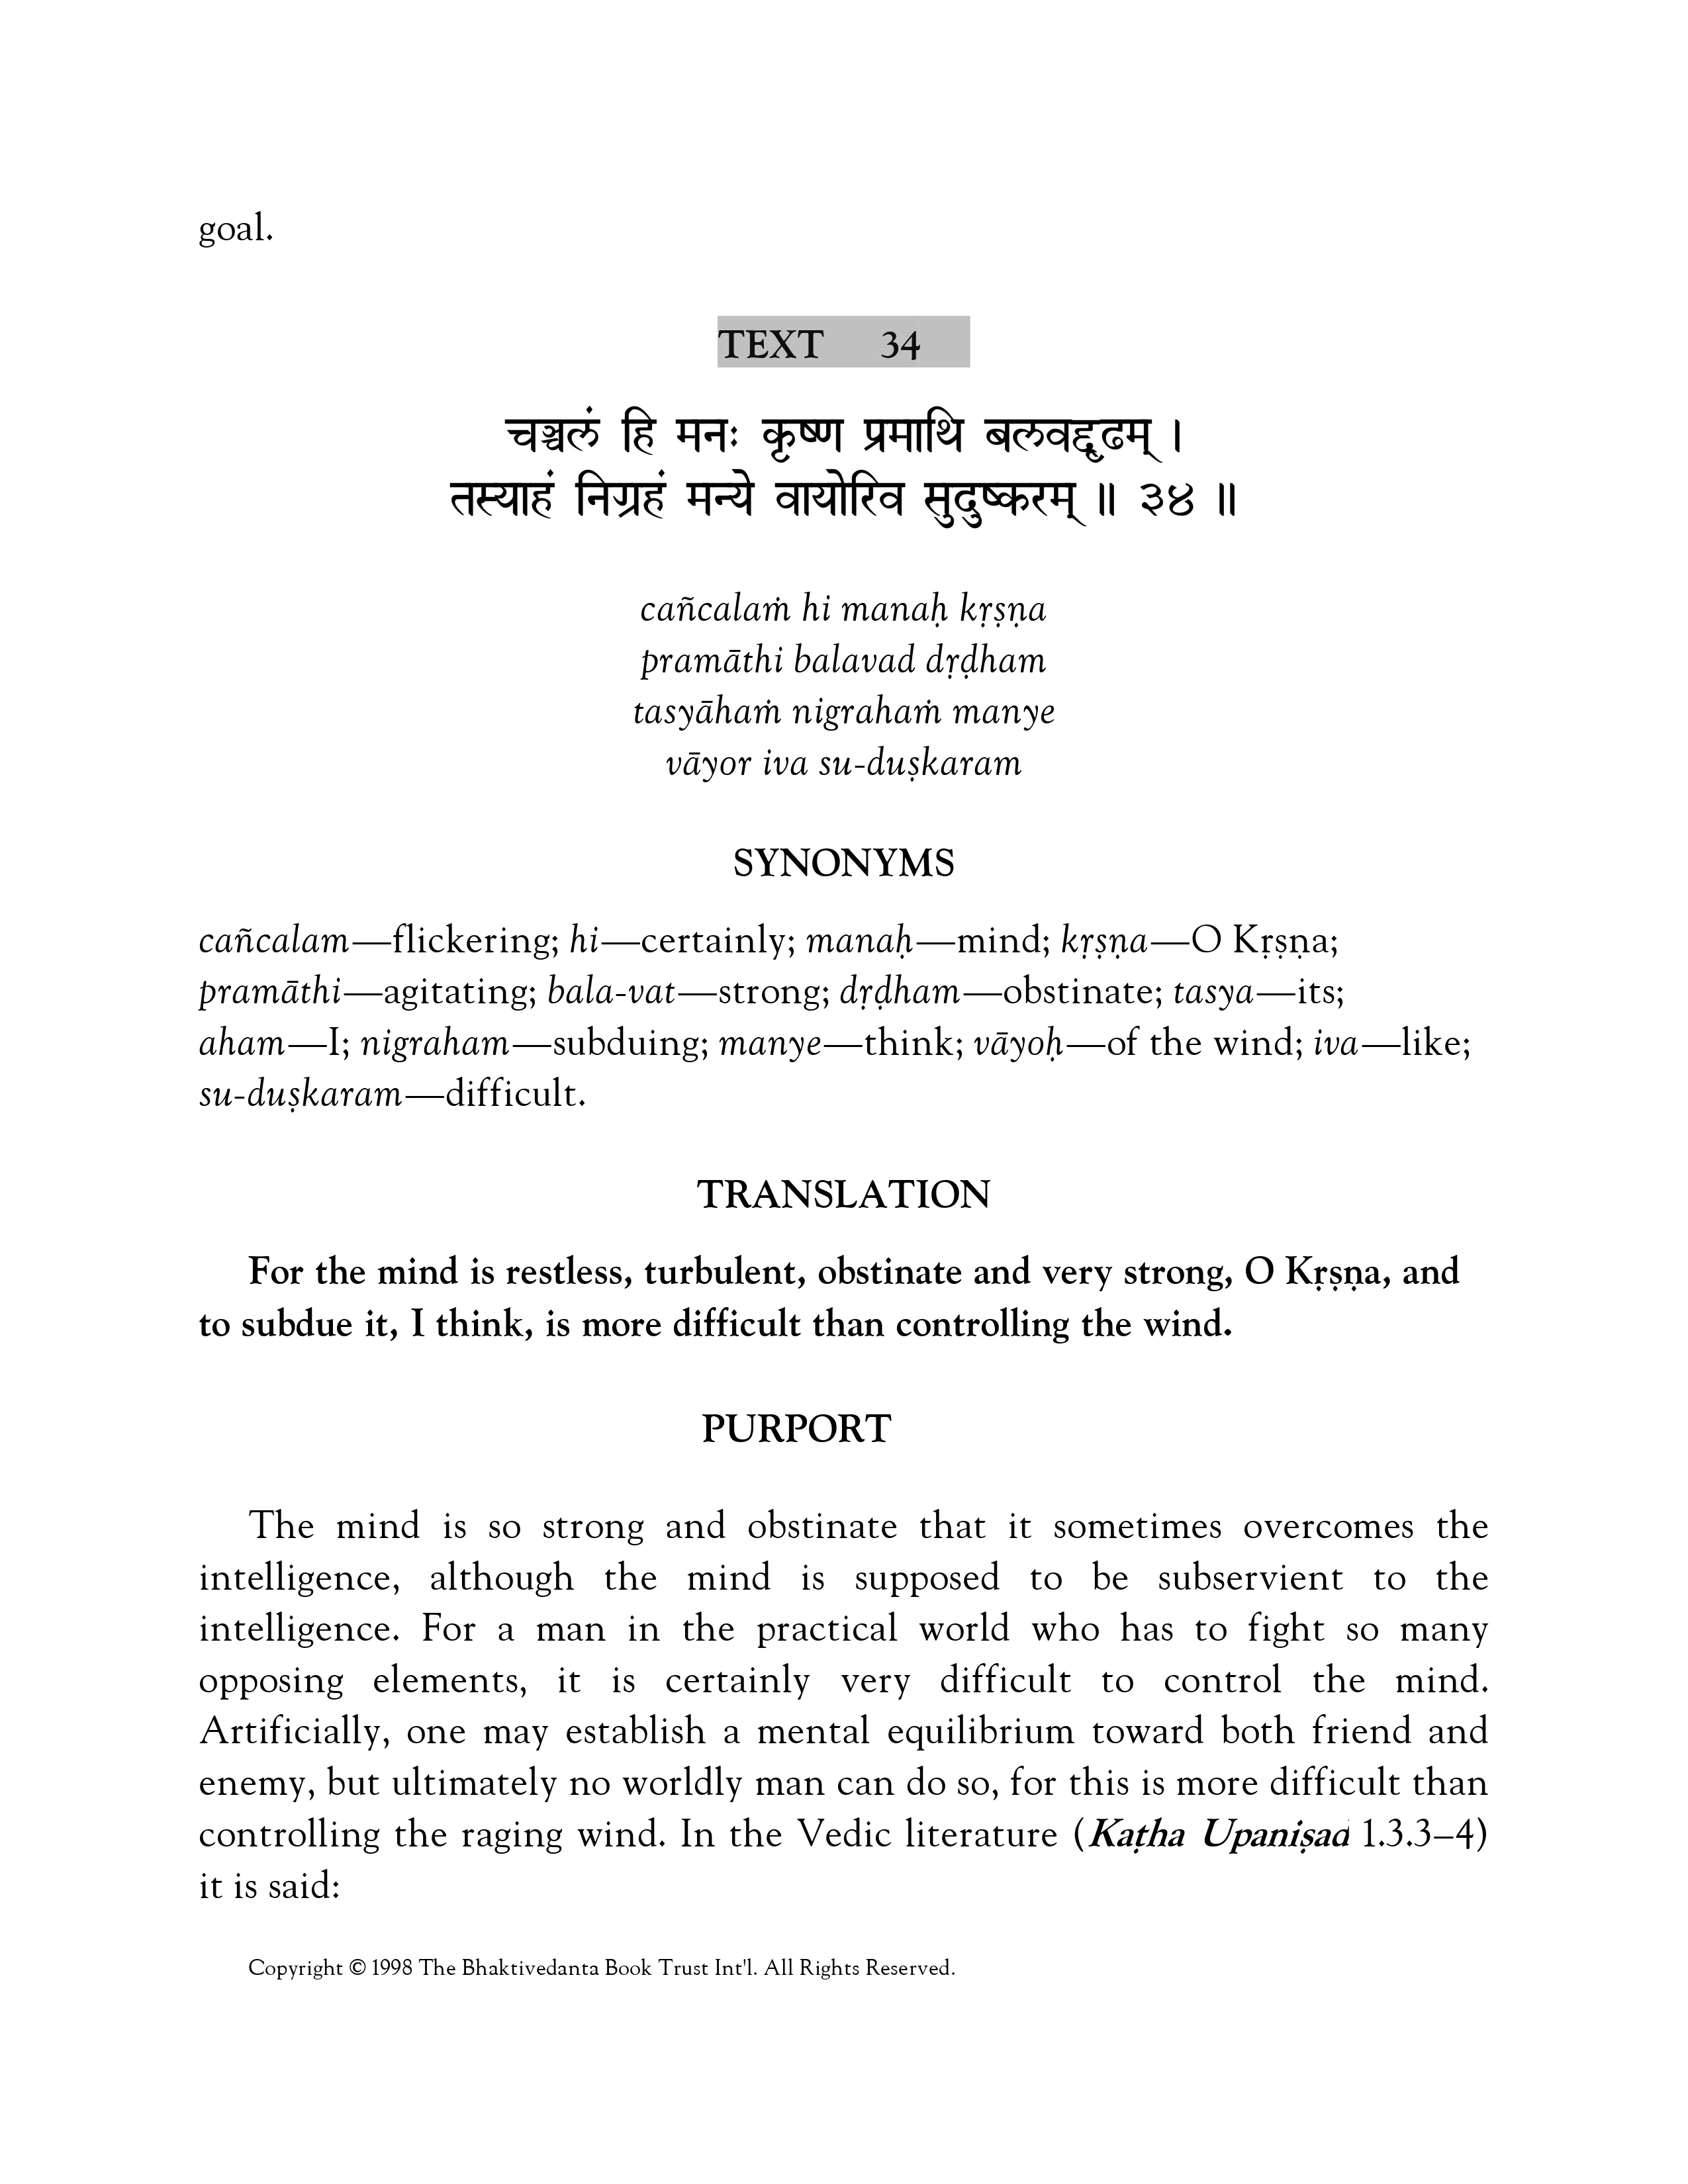 goal.
TEXT 34
चञ्चलं हि मनः कृष्ण प्रमाथि बलवद्दृढम् ।
तस्याहं निग्रहं मन्ये वायोरिव सुदुष्करम् ॥ ३४ ॥
cañcalaṁ hi manaḥ kṛṣṇa
pramāthi balavad dṛḍham
tasyāhaṁ nigrahaṁ manye
vāyor iva su-duṣkaram
SYNONYMS
cañcalam—flickering; hi—certainly; manaḥ—mind; kṛṣṇa—O Kṛṣṇa;
pramāthi—agitating; bala-vat—strong; dṛḍham—obstinate; tasya—its;
aham—I; nigraham—subduing; manye—think; vāyoḥ—of the wind; iva—like;
su-duṣkaram—difficult.
TRANSLATION
For the mind is restless, turbulent, obstinate and very strong, O Kṛṣṇa, and
to subdue it, I think, is more difficult than controlling the wind.
PURPORT
The mind is so strong and obstinate that it sometimes overcomes the
intelligence, although the mind is supposed to be subservient to the
intelligence. For a man in the practical world who has to fight so many
opposing elements, it is certainly very difficult to control the mind.
Artificially, one may establish a mental equilibrium toward both friend and
enemy, but ultimately no worldly man can do so, for this is more difficult than
controlling the raging wind. In the Vedic literature (Kaṭha Upaniṣad 1.3.3–4)
it is said:
Copyright © 1998 The Bhaktivedanta Book Trust Int'l. All Rights Reserved.